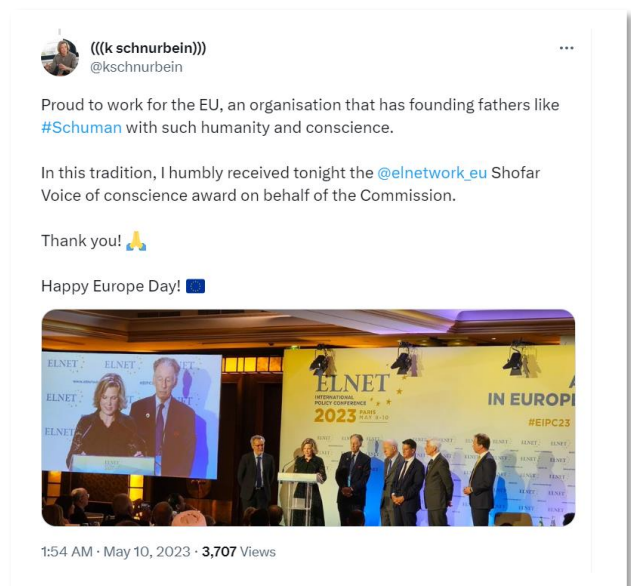 (((k schnurbein)))
@kschnurbein
Proud to work for the EU, an organisation that has founding fathers like
#Schuman with such humanity and conscience.
In this tradition, I humbly received tonight the @elnetwork_eu Shofar
Voice of conscience award on behalf of the Commission.
Thank you! 🙏
Happy Europe Day! 🇪🇺
ELNET ELNET
ELNET
ELNET
ELNET
INTERNATIONAL
POLICY CONFERENCE
2023 PARIS
MAY 9-10
IN EUROP
#EIPC23
1:54 AM · May 10, 2023 · 3,707 Views